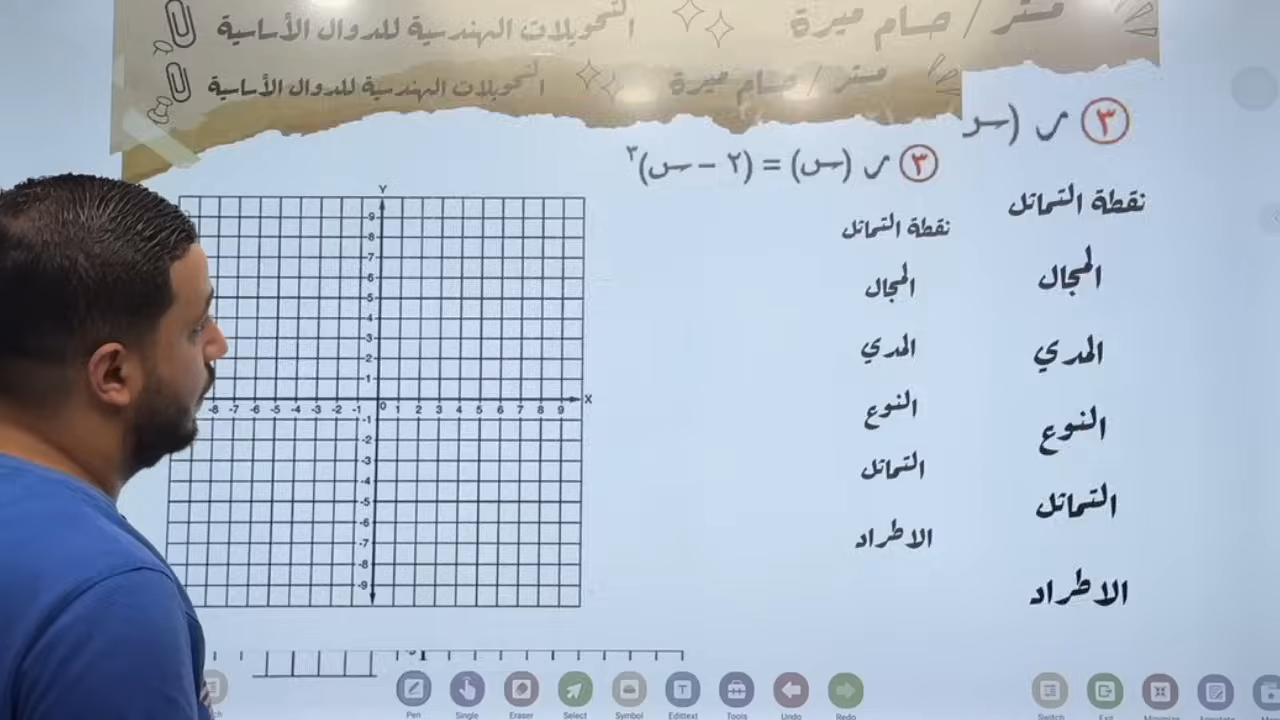 مستر / حسام ميرة
التحويلات الهندسية للدوال الأساسية
مستر / حسام ميرة
التحويلات الهندسية للدوال الأساسية
٣ ر (س
٣ ر (س) = (٢ − س)٣
نقطة التماثل
المجال
المدي
النوع
التماثل
الاطراد
نقطة التماثل
المجال
المدي
النوع
التماثل
الاطراد
Y
9
8
7
6
5
4
3
2
1
-8 -7 -6 -5 -4 -3 -2 -1 0 1 2 3 4 5 6 7 8 9 X
-1
-2
-3
-4
-5
-6
-7
-8
-9
Pen Single Eraser Select Symbol Edittext Tools Undo Redo Switch Exit